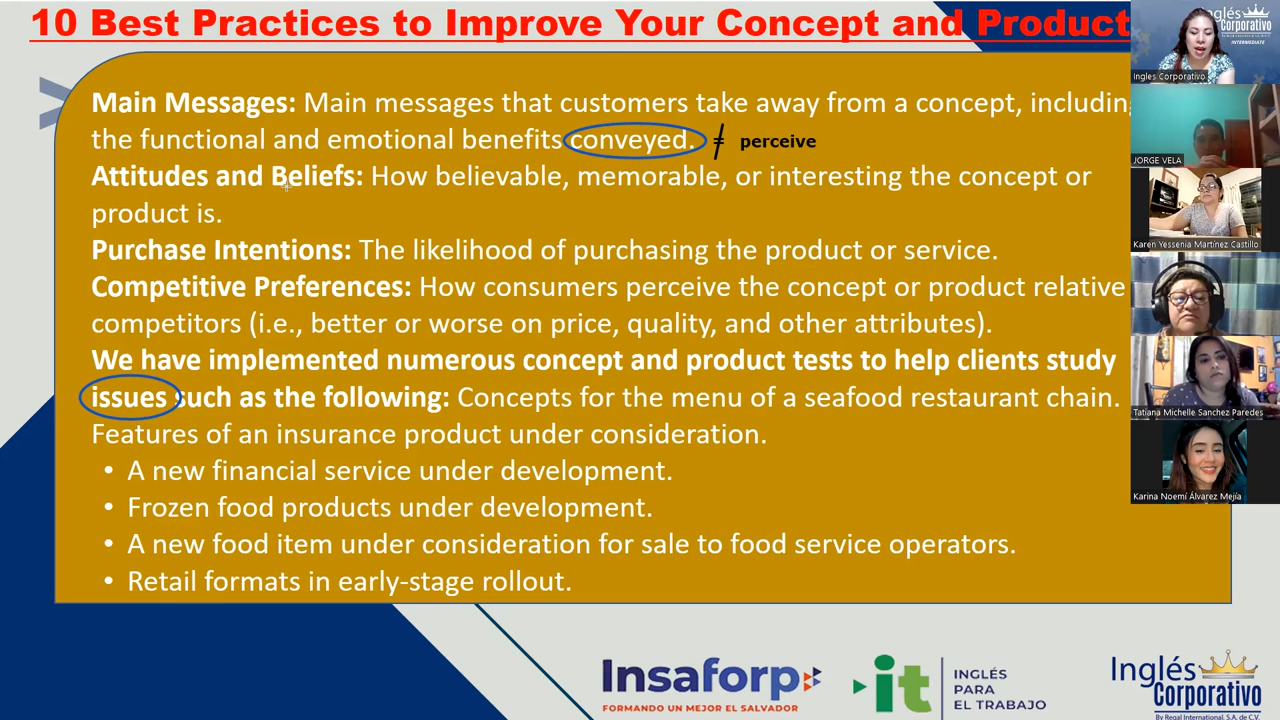 10 Best Practices to Improve Your Concept and Product
Main Messages: Main messages that customers take away from a concept, including
the functional and emotional benefits conveyed. ≠ perceive
Attitudes and Beliefs: How believable, memorable, or interesting the concept or
product is.
Purchase Intentions: The likelihood of purchasing the product or service.
Competitive Preferences: How consumers perceive the concept or product relative
competitors (i.e., better or worse on price, quality, and other attributes).
We have implemented numerous concept and product tests to help clients study
issues such as the following: Concepts for the menu of a seafood restaurant chain.
Features of an insurance product under consideration.
• A new financial service under development.
• Frozen food products under development.
• A new food item under consideration for sale to food service operators.
• Retail formats in early-stage rollout.
Inglés
Corporativo
INTERMEDIATE
Ingles Corporativo
JORGE VELA
Karen Yessenia Martínez Castillo
Tatiana Michelle Sanchez Paredes
Karina Noemí Álvarez Mejía
Insaforp
FORMANDO UN MEJOR EL SALVADOR
it
INGLÉS
PARA
EL TRABAJO
Inglés
Corporativo
By Regal International, S.A. de C.V.